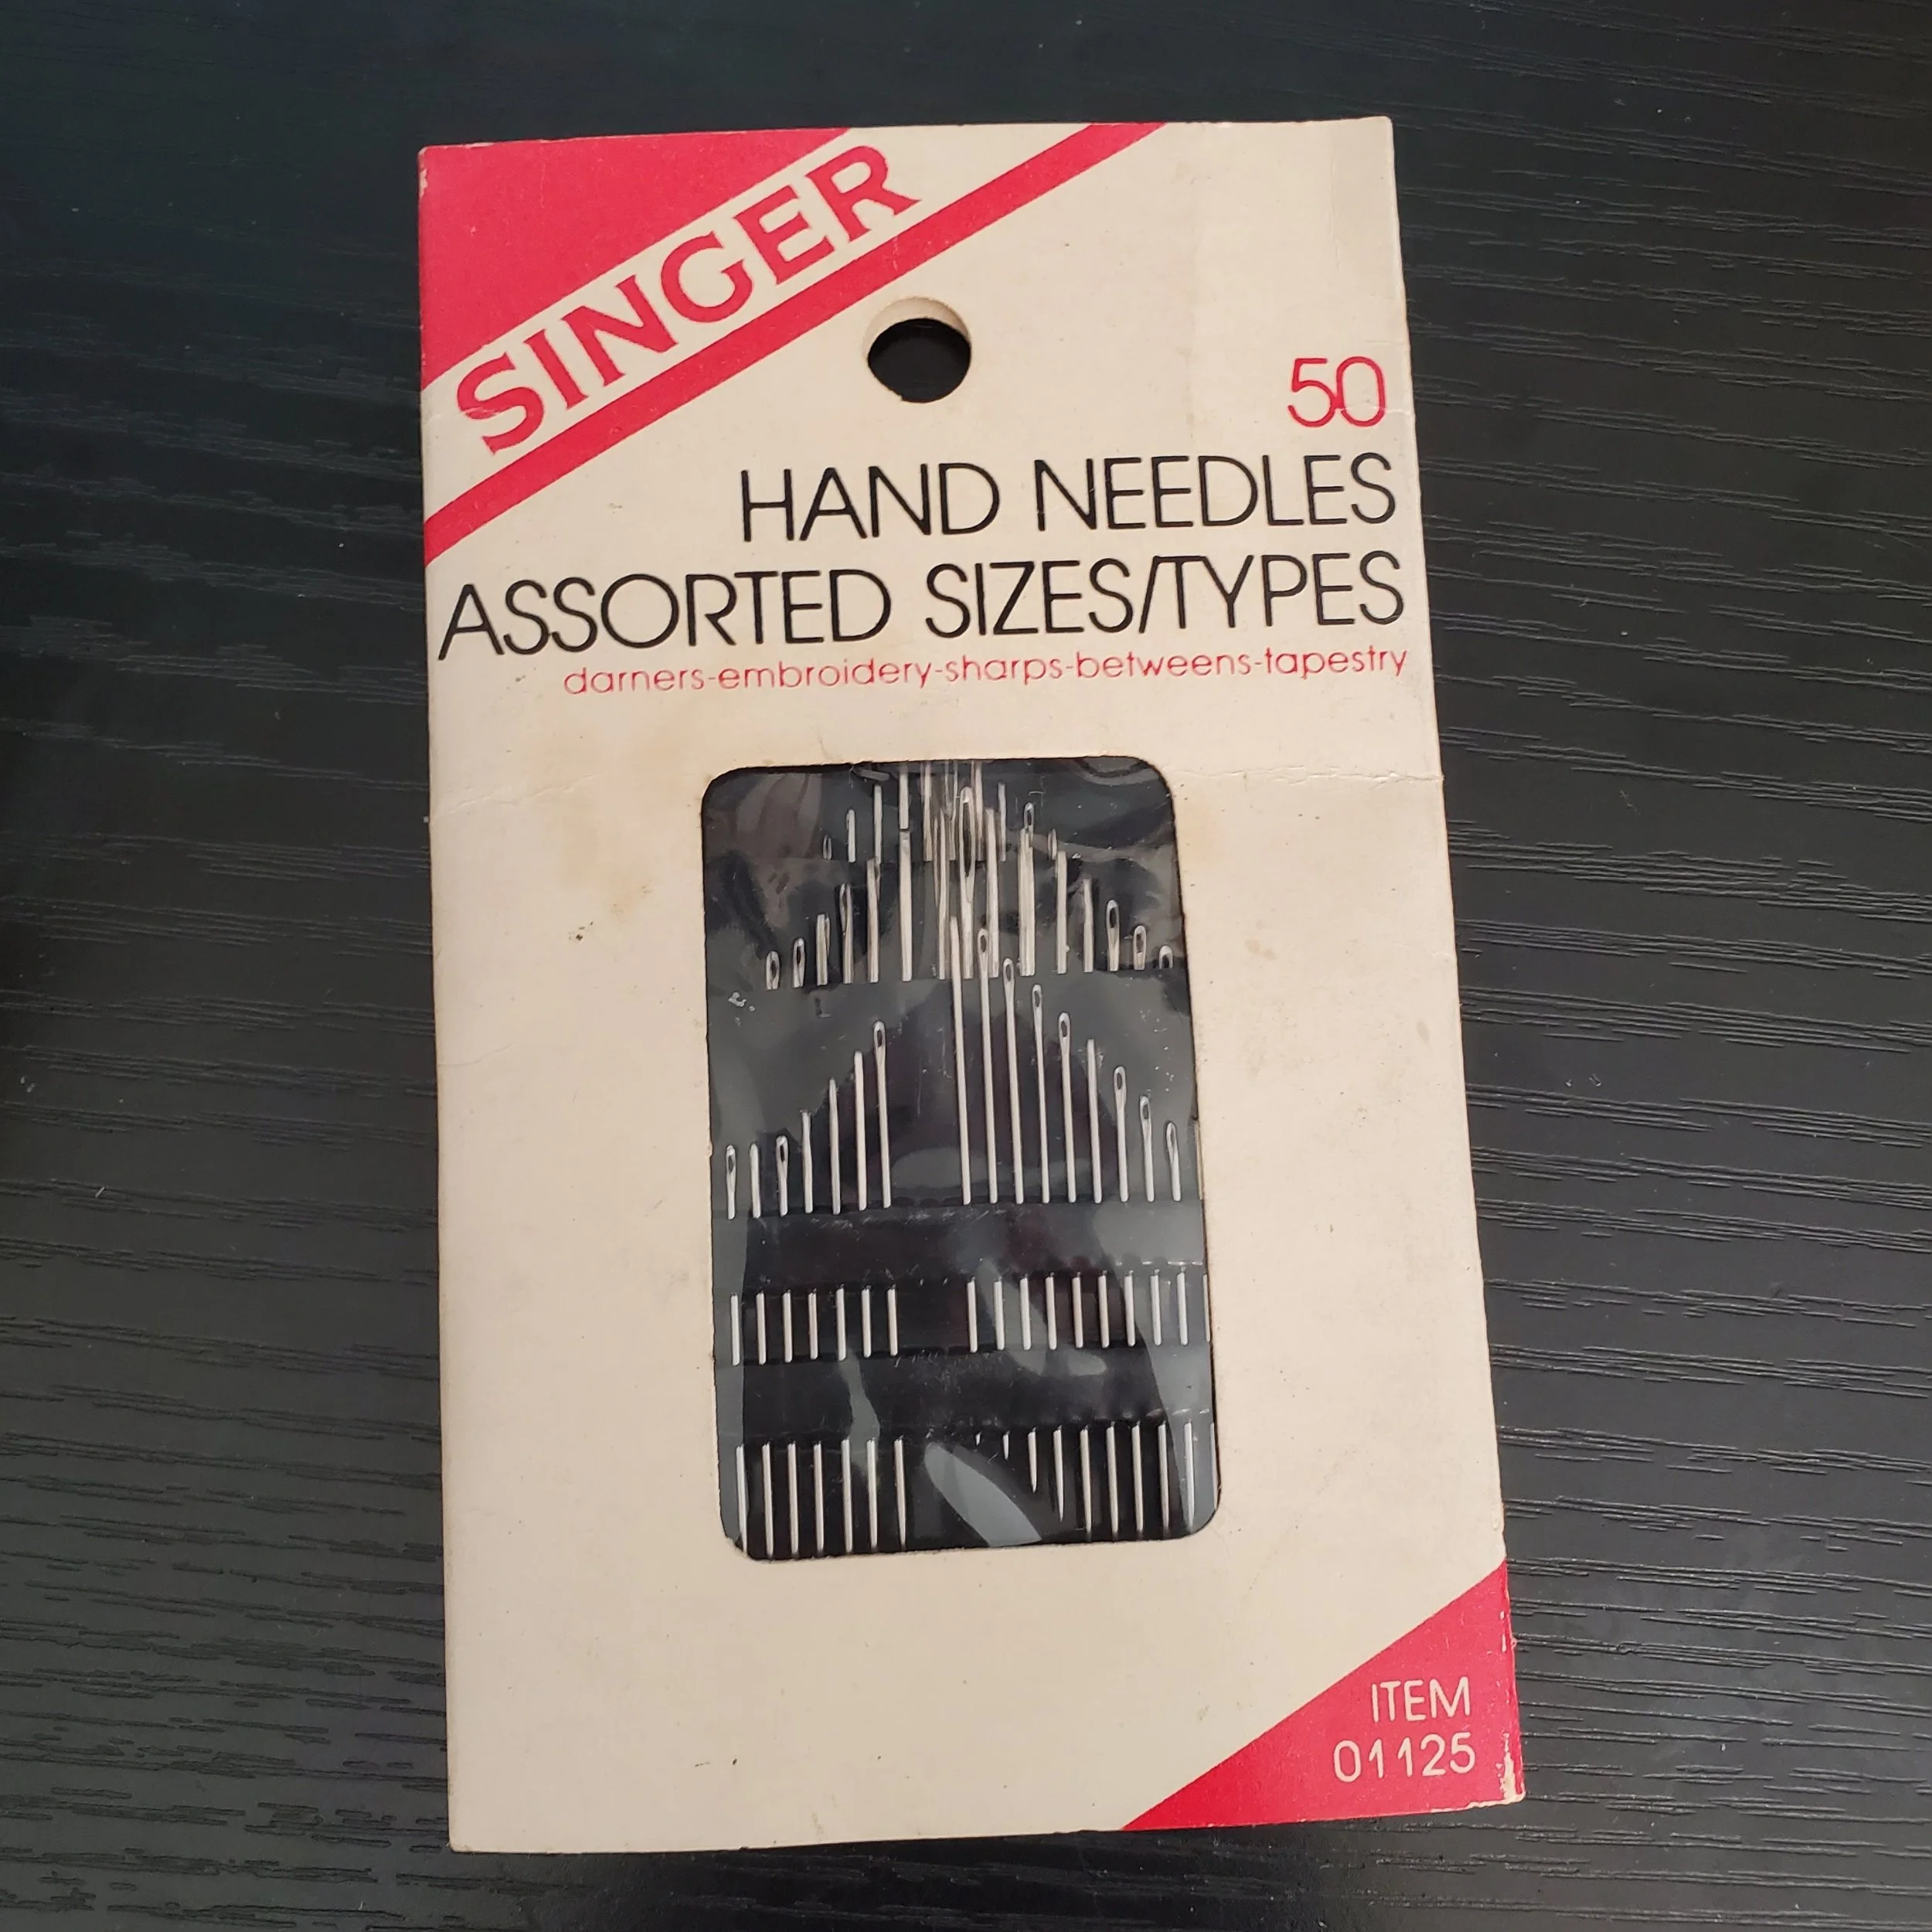 SINGER
50
HAND NEEDLES
ASSORTED SIZES/TYPES
darners-embroidery-sharps-betweens-tapestry
ITEM
01125